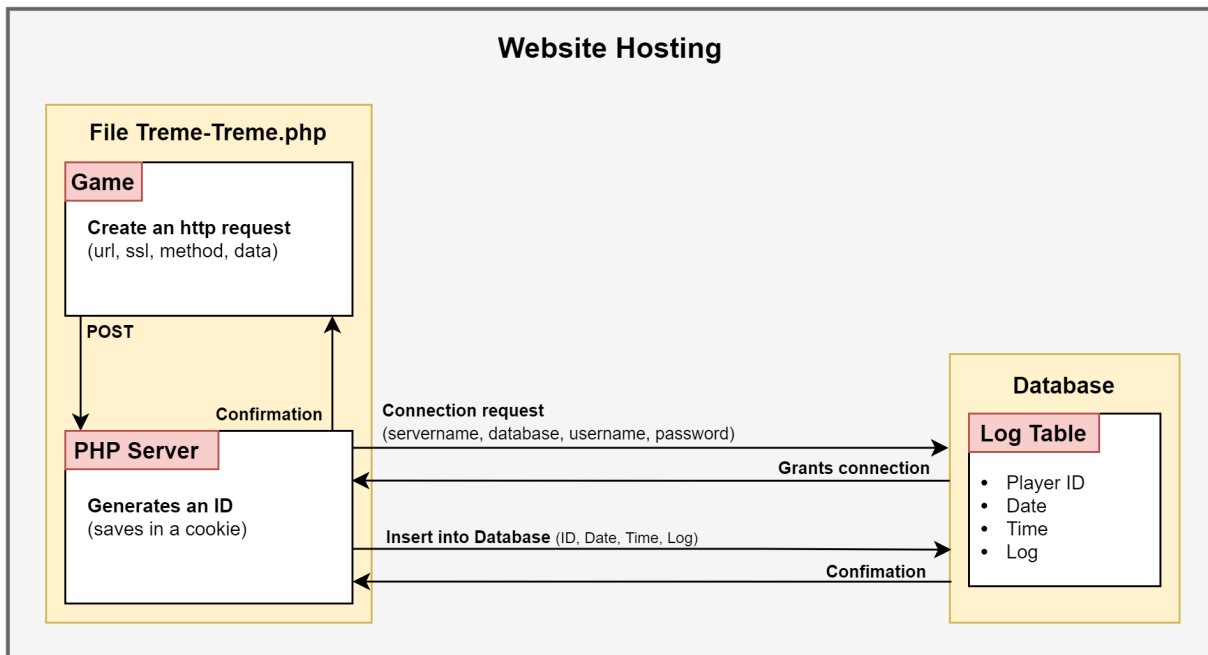 Website Hosting
File Treme-Treme.php
Game
Create an http request
(url, ssl, method, data)
POST
Confirmation
PHP Server
Generates an ID
(saves in a cookie)
Connection request
(servername, database, username, password)
Grants connection
Insert into Database (ID, Date, Time, Log)
Confimation
Database
Log Table
• Player ID
• Date
• Time
• Log